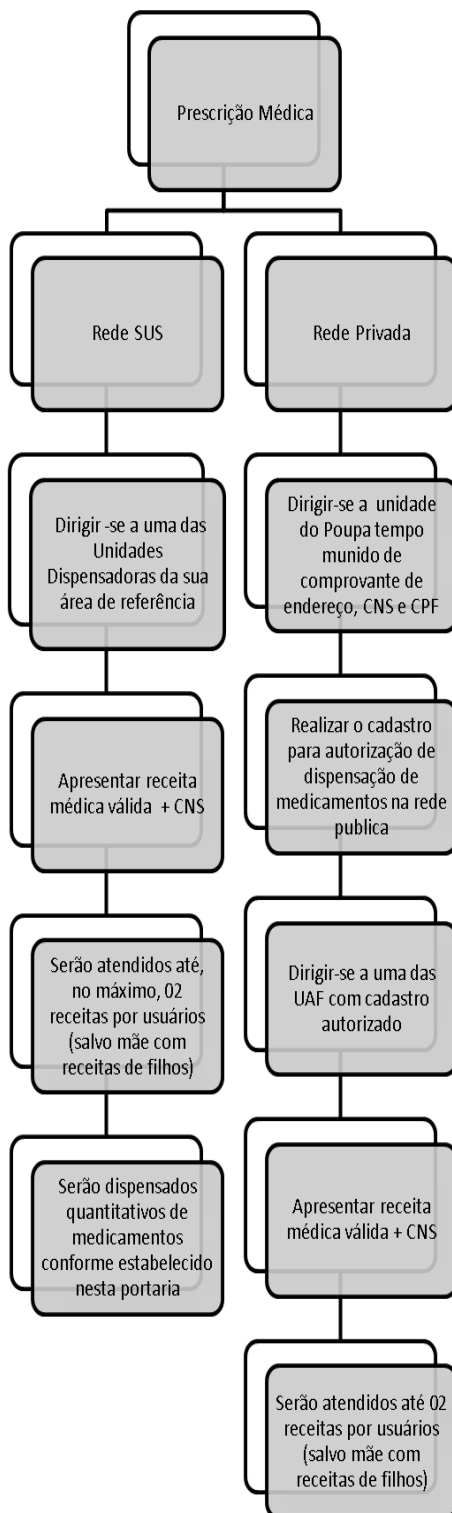 Prescrição Médica
Rede SUS
Dirigir -se a uma das
Unidades
Dispensadoras da sua
área de referência
Apresentar receita
médica válida + CNS
Serão atendidos até,
no máximo, 02
receitas por usuários
(salvo mãe com
receitas de filhos)
Serão dispensados
quantitativos de
medicamentos
conforme estabelecido
nesta portaria
Rede Privada
Dirigir-se a unidade
do Poupa tempo
munido de
comprovante de
endereço, CNS e CPF
Realizar o cadastro
para autorização de
dispensação de
medicamentos na rede
publica
Dirigir-se a uma das
UAF com cadastro
autorizado
Apresentar receita
médica válida + CNS
Serão atendidos até 02
receitas por usuários
(salvo mãe com
receitas de filhos)